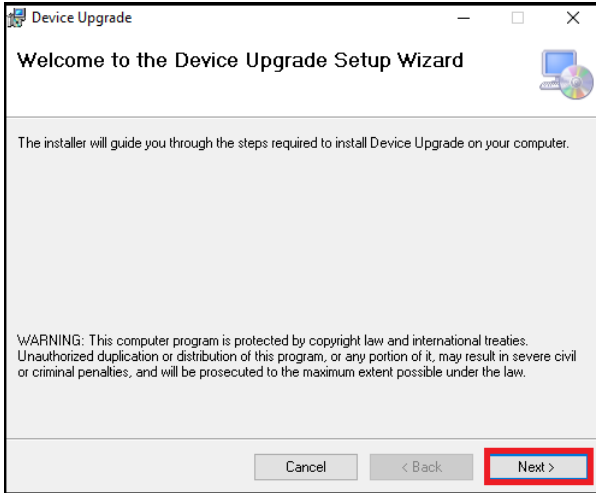 Device Upgrade
Welcome to the Device Upgrade Setup Wizard
The installer will guide you through the steps required to install Device Upgrade on your computer.
WARNING: This computer program is protected by copyright law and international treaties.
Unauthorized duplication or distribution of this program, or any portion of it, may result in severe civil
or criminal penalties, and will be prosecuted to the maximum extent possible under the law.
Cancel < Back Next >